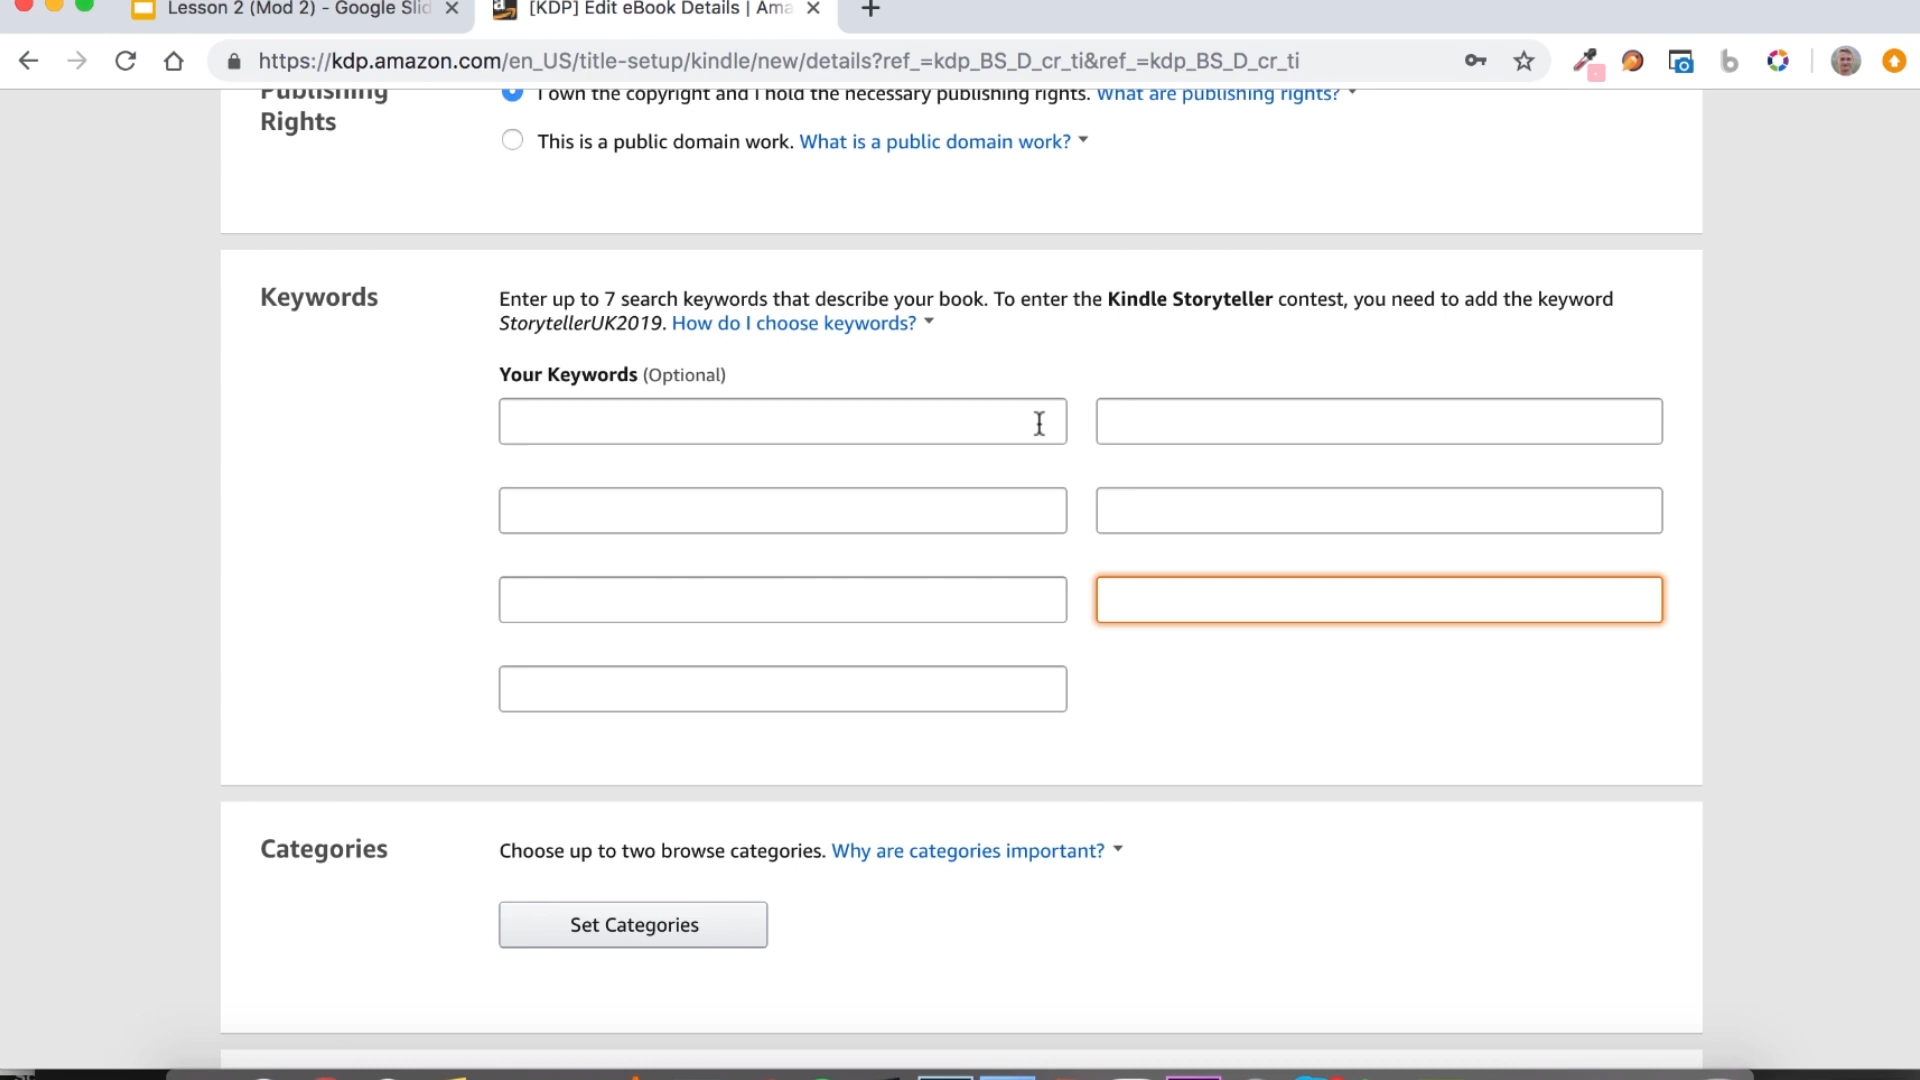 Lesson 2 (Mod 2) - Google Slid
[KDP] Edit eBook Details | Ama
https://kdp.amazon.com/en_US/title-setup/kindle/new/details?ref_=kdp_BS_D_cr_ti&ref_=kdp_BS_D_cr_ti
Publishing
Rights
I own the copyright and I hold the necessary publishing rights. What are publishing rights?
This is a public domain work. What is a public domain work?
Keywords
Enter up to 7 search keywords that describe your book. To enter the Kindle Storyteller contest, you need to add the keyword
StorytellerUK2019. How do I choose keywords?
Your Keywords (Optional)
Categories
Choose up to two browse categories. Why are categories important?
Set Categories